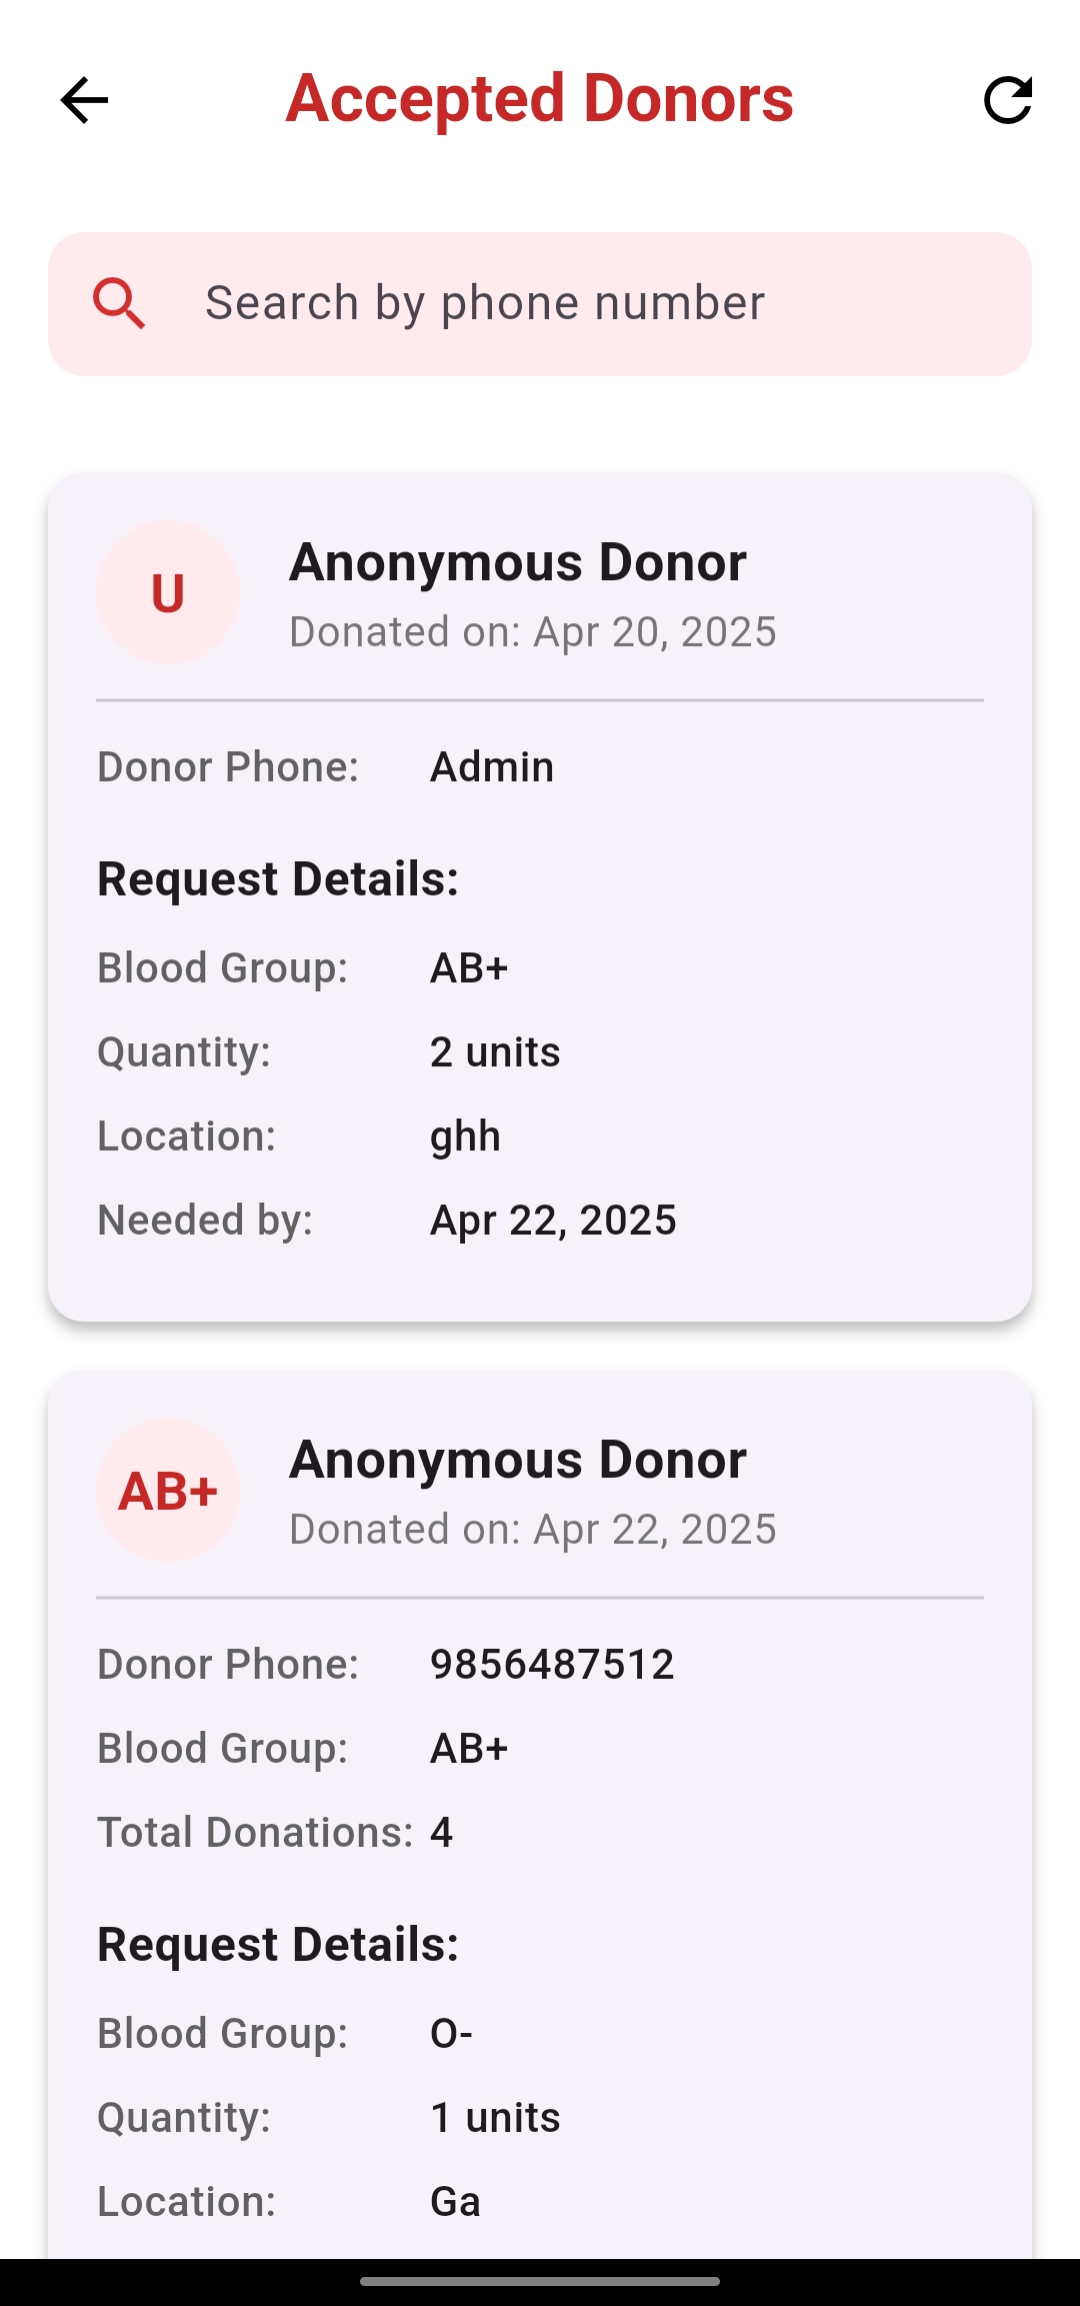 Accepted Donors
Search by phone number
U
Anonymous Donor
Donated on: Apr 20, 2025
Donor Phone: Admin
Request Details:
Blood Group: AB+
Quantity: 2 units
Location: ghh
Needed by: Apr 22, 2025
AB+
Anonymous Donor
Donated on: Apr 22, 2025
Donor Phone: 9856487512
Blood Group: AB+
Total Donations: 4
Request Details:
Blood Group: O-
Quantity: 1 units
Location: Ga